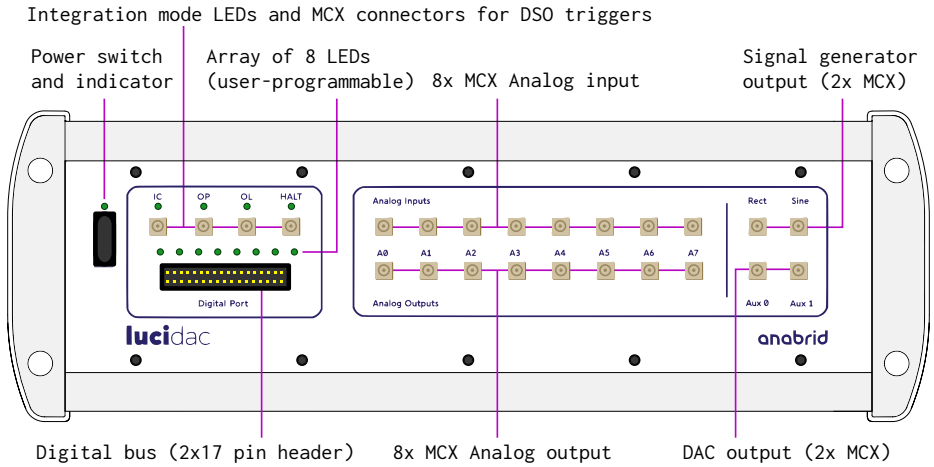 Integration mode LEDs and MCX connectors for DSO triggers
Power switch
and indicator
Array of 8 LEDs
(user-programmable)
8x MCX Analog input
Signal generator
output (2x MCX)
IC OP OL HALT
Analog Inputs
Rect Sine
A0 A1 A2 A3 A4 A5 A6 A7
Digital Port
Analog Outputs
Aux 0 Aux 1
lucidac
anabrid
Digital bus (2x17 pin header)
8x MCX Analog output
DAC output (2x MCX)